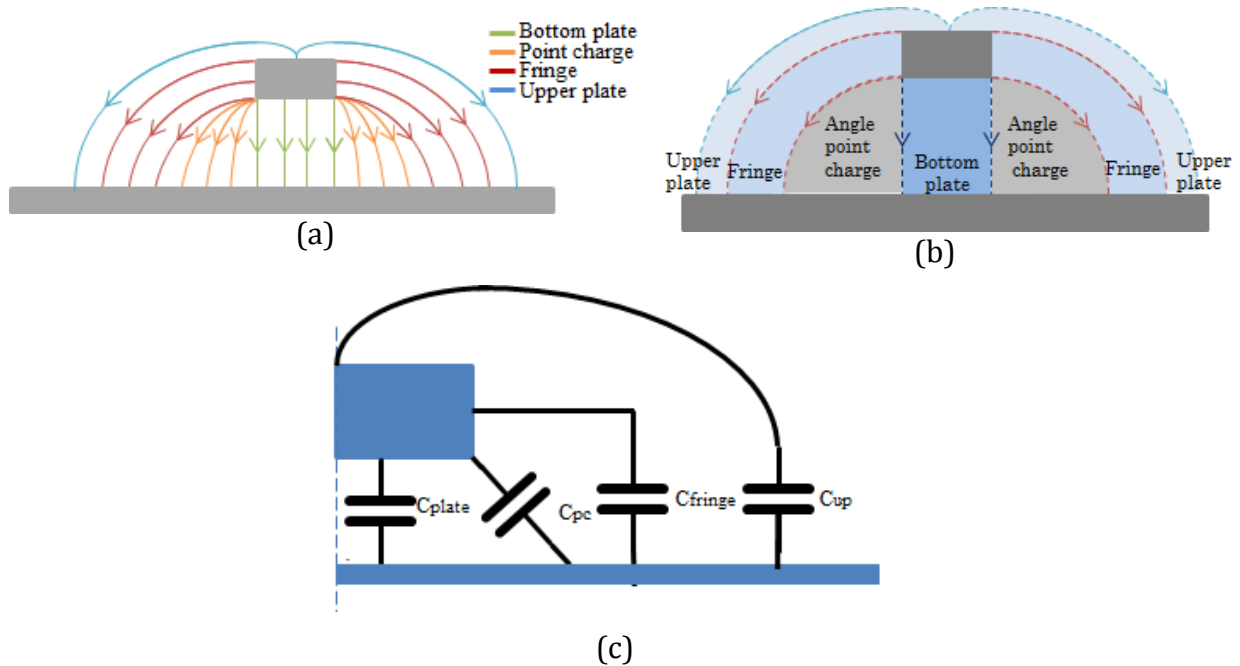 Bottom plate
Point charge
Fringe
Upper plate
(a)
Upper
plate
Fringe
Angle
point
charge
Bottom
plate
Angle
point
charge
Fringe
Upper
plate
(b)
Cplate
Cpc
Cfringe
Cup
(c)